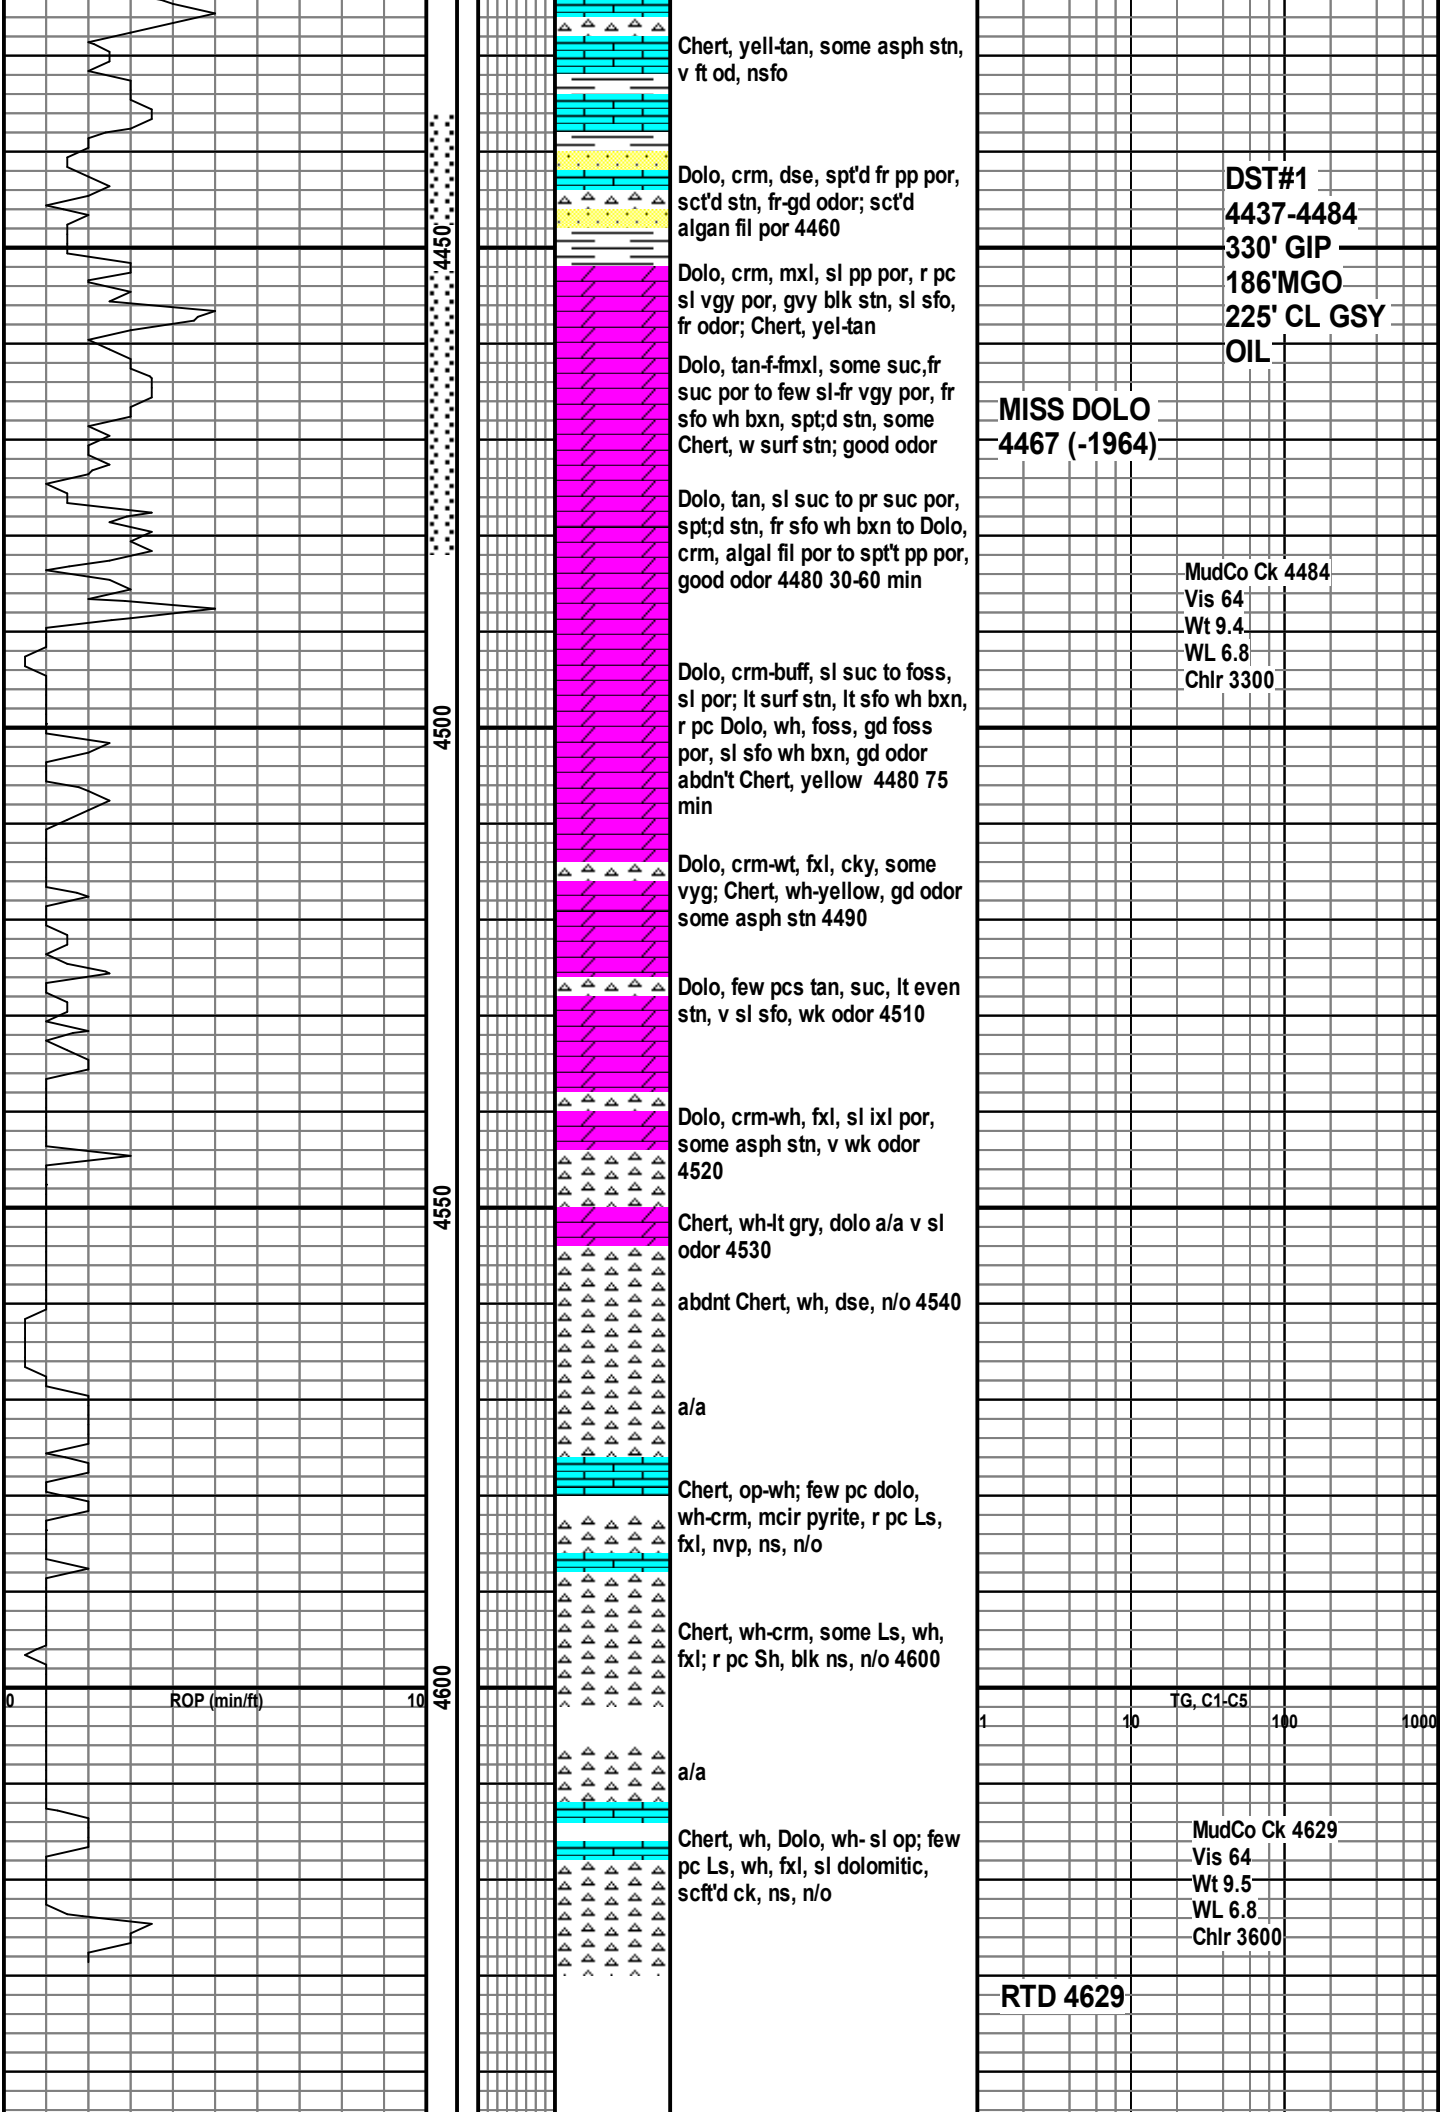 Chert, yell-tan, some asph stn,
v ft od, nsfo
Dolo, crm, dse, spt'd fr pp por,
sct'd stn, fr-gd odor; sct'd
algan fil por 4460
DST#1
4437-4484
330' GIP
186'MGO
225' CL GSY
OIL
4450
Dolo, crm, mxl, sl pp por, r pc
sl vgy por, gvy blk stn, sl sfo,
fr odor; Chert, yel-tan
Dolo, tan-f-fmxl, some suc,fr
suc por to few sl-fr vgy por, fr
sfo wh bxn, spt;d stn, some
Chert, w surf stn; good odor
MISS DOLO
4467 (-1964)
Dolo, tan, sl suc to pr suc por,
spt;d stn, fr sfo wh bxn to Dolo,
crm, algal fil por to spt't pp por,
good odor 4480 30-60 min
MudCo Ck 4484
Vis 64
Wt 9.4
WL 6.8
Chlr 3300
Dolo, crm-buff, sl suc to foss,
sl por; lt surf stn, lt sfo wh bxn,
r pc Dolo, wh, foss, gd foss
por, sl sfo wh bxn, gd odor
abdn't Chert, yellow  4480 75
min
4500
Dolo, crm-wt, fxl, cky, some
vyg; Chert, wh-yellow, gd odor
some asph stn 4490
Dolo, few pcs tan, suc, lt even
stn, v sl sfo, wk odor 4510
Dolo, crm-wh, fxl, sl ixl por,
some asph stn, v wk odor
4520
4550
Chert, wh-lt gry, dolo a/a v sl
odor 4530
abdnt Chert, wh, dse, n/o 4540
a/a
Chert, op-wh; few pc dolo,
wh-crm, mcir pyrite, r pc Ls,
fxl, nvp, ns, n/o
Chert, wh-crm, some Ls, wh,
fxl; r pc Sh, blk ns, n/o 4600
4600
0 ROP (min/ft) 10
TG, C1-C5
1 10 100 1000
a/a
Chert, wh, Dolo, wh- sl op; few
pc Ls, wh, fxl, sl dolomitic,
scft'd ck, ns, n/o
MudCo Ck 4629
Vis 64
Wt 9.5
WL 6.8
Chlr 3600
RTD 4629